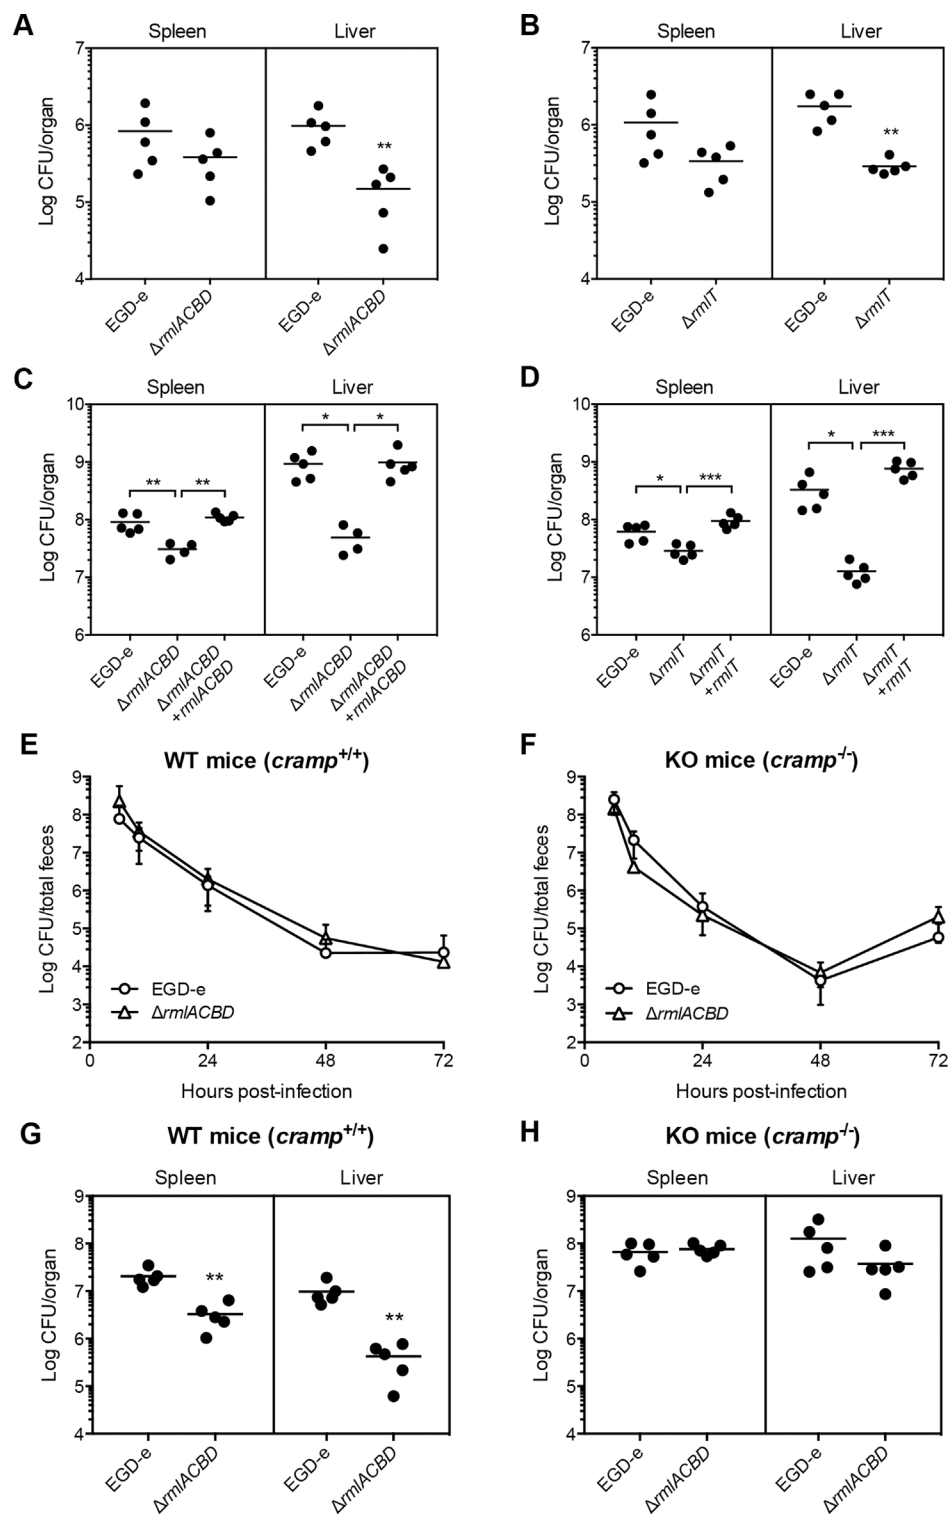 A
Spleen
Liver
Log CFU/organ
7
6
5
4
**
EGD-e
ΔrmlACBD
EGD-e
ΔrmlACBD
B
Spleen
Liver
Log CFU/organ
7
6
5
4
**
EGD-e
ΔrmlT
EGD-e
ΔrmlT
C
Spleen
Liver
Log CFU/organ
10
9
8
7
6
**
**
*
*
EGD-e
ΔrmlACBD
ΔrmlACBD
+rmlACBD
EGD-e
ΔrmlACBD
ΔrmlACBD
+rmlACBD
D
Spleen
Liver
Log CFU/organ
10
9
8
7
6
*
***
*
***
EGD-e
ΔrmlT
ΔrmlT
+rmlT
EGD-e
ΔrmlT
ΔrmlT
+rmlT
E
WT mice (cramp+/+)
Log CFU/total feces
9
8
7
6
5
4
3
2
EGD-e
ΔrmlACBD
0
24
48
72
Hours post-infection
F
KO mice (cramp-/-)
Log CFU/total feces
9
8
7
6
5
4
3
2
EGD-e
ΔrmlACBD
0
24
48
72
Hours post-infection
G
WT mice (cramp+/+)
Spleen
Liver
Log CFU/organ
9
8
7
6
5
4
**
**
EGD-e
ΔrmlACBD
EGD-e
ΔrmlACBD
H
KO mice (cramp-/-)
Spleen
Liver
Log CFU/organ
9
8
7
6
5
4
EGD-e
ΔrmlACBD
EGD-e
ΔrmlACBD